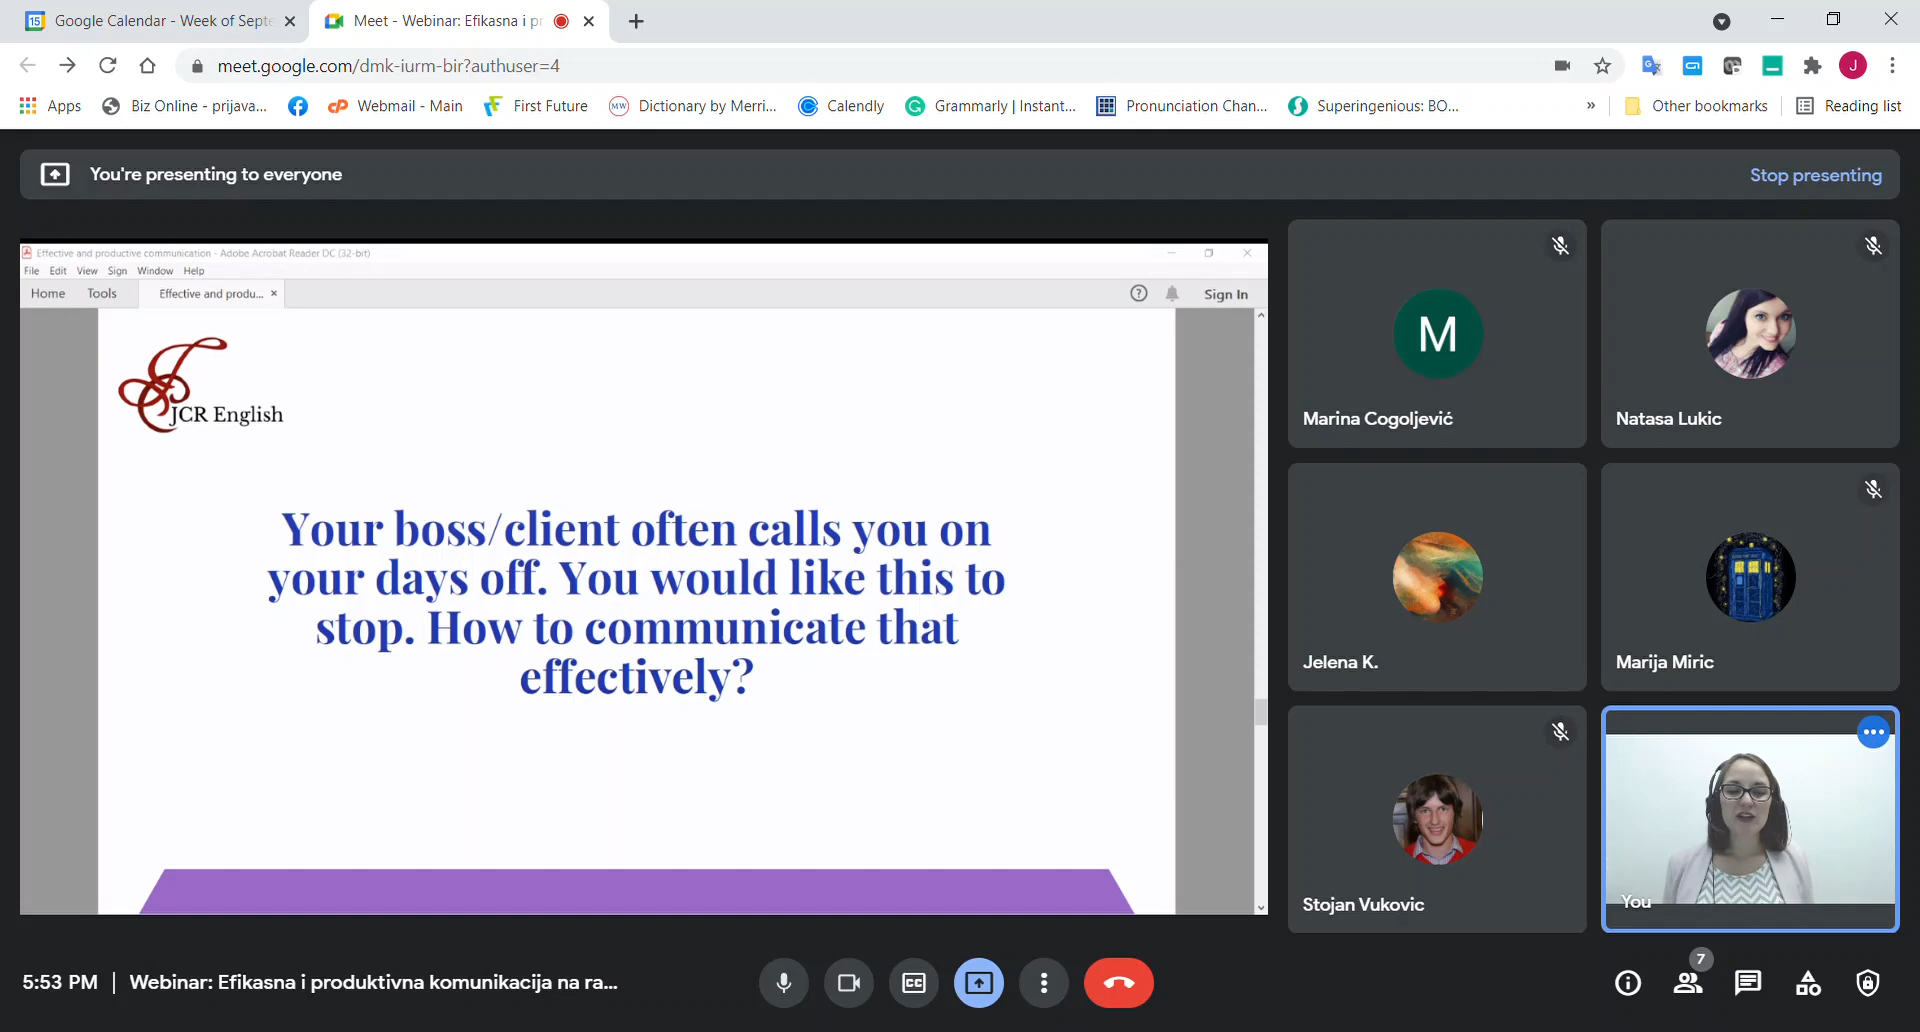 Google Calendar - Week of Septe
Meet - Webinar: Efikasna i pr
meet.google.com/dmk-iurm-bir?authuser=4
J
Apps
Biz Online - prijava...
Webmail - Main
First Future
Dictionary by Merri...
Calendly
Grammarly | Instant...
Pronunciation Chan...
Superingenious: BO...
»
Other bookmarks
Reading list
You're presenting to everyone
Stop presenting
Effective and productive communication - Adobe Acrobat Reader DC (32-bit)
File Edit View Sign Window Help
Home Tools Effective and produ... ×
Sign In
JCR English
Your boss/client often calls you on
your days off. You would like this to
stop. How to communicate that
effectively?
M
Marina Cogoljević
Natasa Lukic
Jelena K.
Marija Miric
Stojan Vukovic
You
5:53 PM | Webinar: Efikasna i produktivna komunikacija na ra...
CC
7